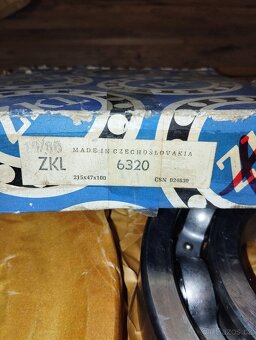 MADE IN CZECHOSLOVAKIA
ZKL 6320
215x47x100 ČSN 024630